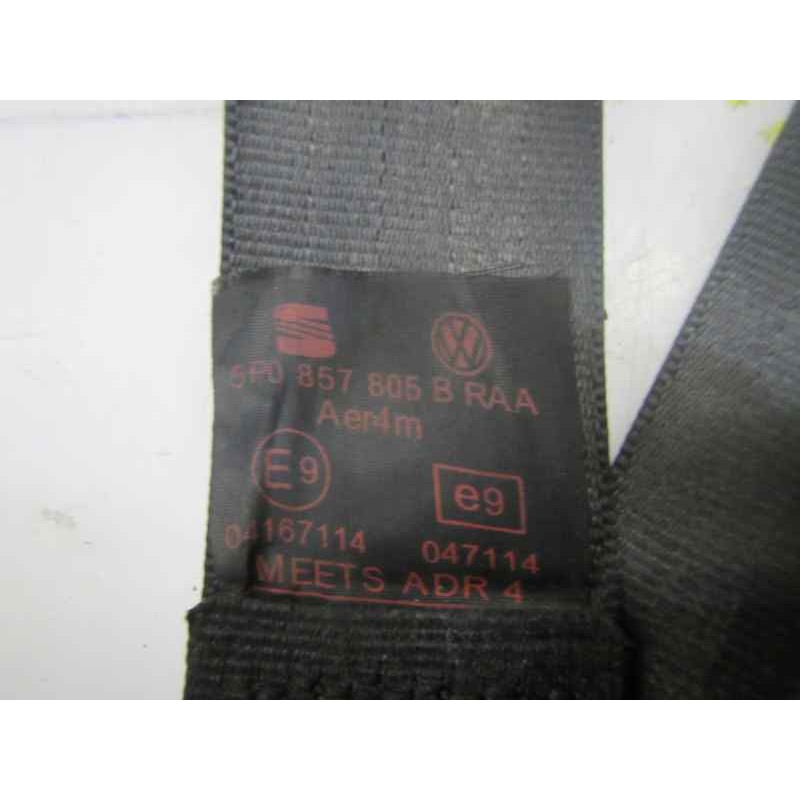 5P0 857 805 B RAA
Aer4m
E9 e9
04167114 047114
MEETS ADR 4